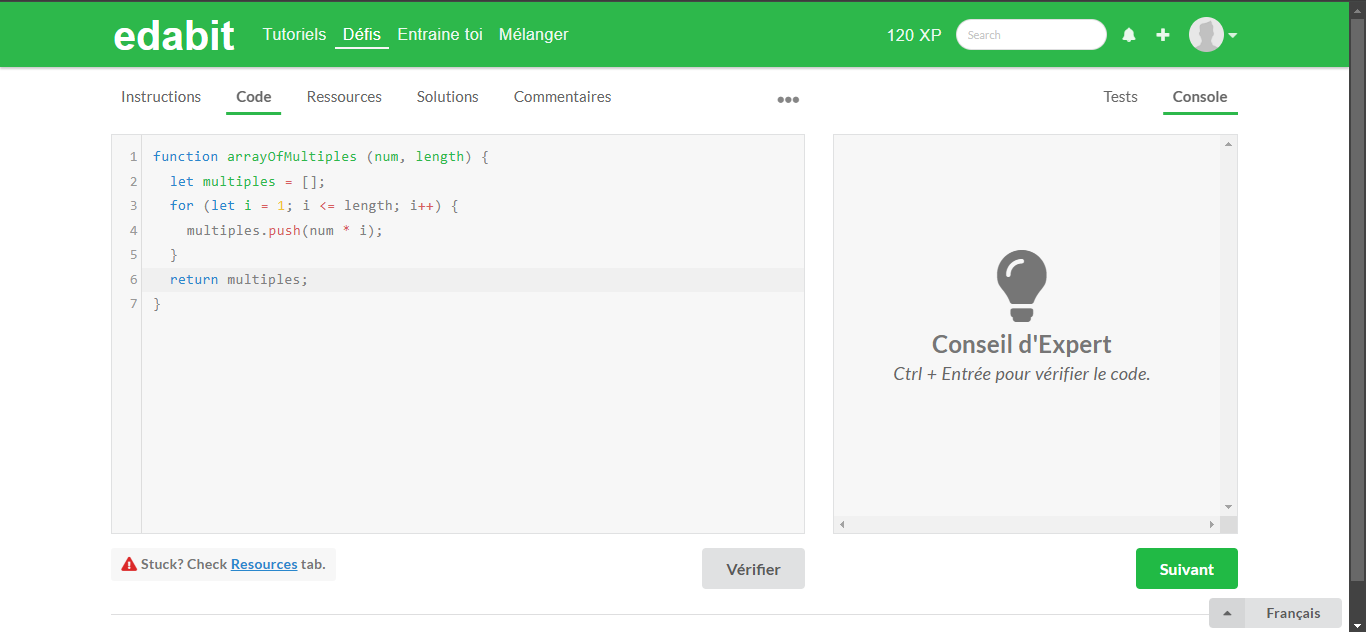 edabit Tutoriels Défis Entraine toi Mélanger 120 XP Search
Instructions Code Ressources Solutions Commentaires ••• Tests Console
1 function arrayOfMultiples (num, length) {
2 let multiples = [];
3 for (let i = 1; i <= length; i++) {
4 multiples.push(num * i);
5 }
6 return multiples;
7 }
Conseil d'Expert
Ctrl + Entrée pour vérifier le code.
Stuck? Check Resources tab. Vérifier Suivant
Français